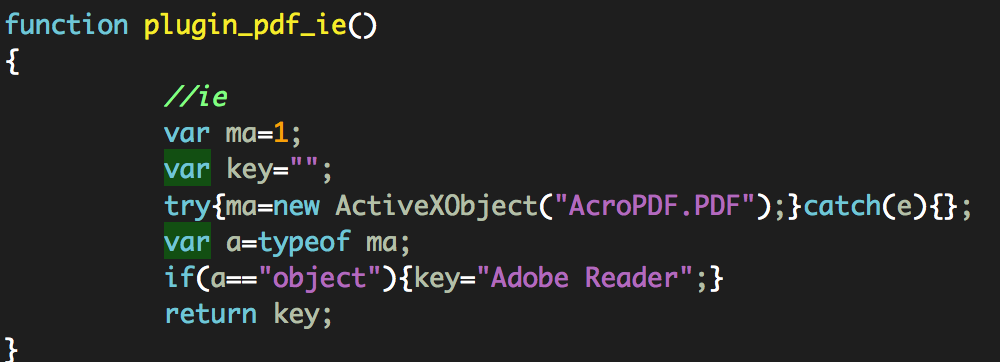 function plugin_pdf_ie()
{
//ie
var ma=1;
var key="";
try{ma=new ActiveXObject("AcroPDF.PDF");}catch(e){};
var a=typeof ma;
if(a=="object"){key="Adobe Reader";}
return key;
}